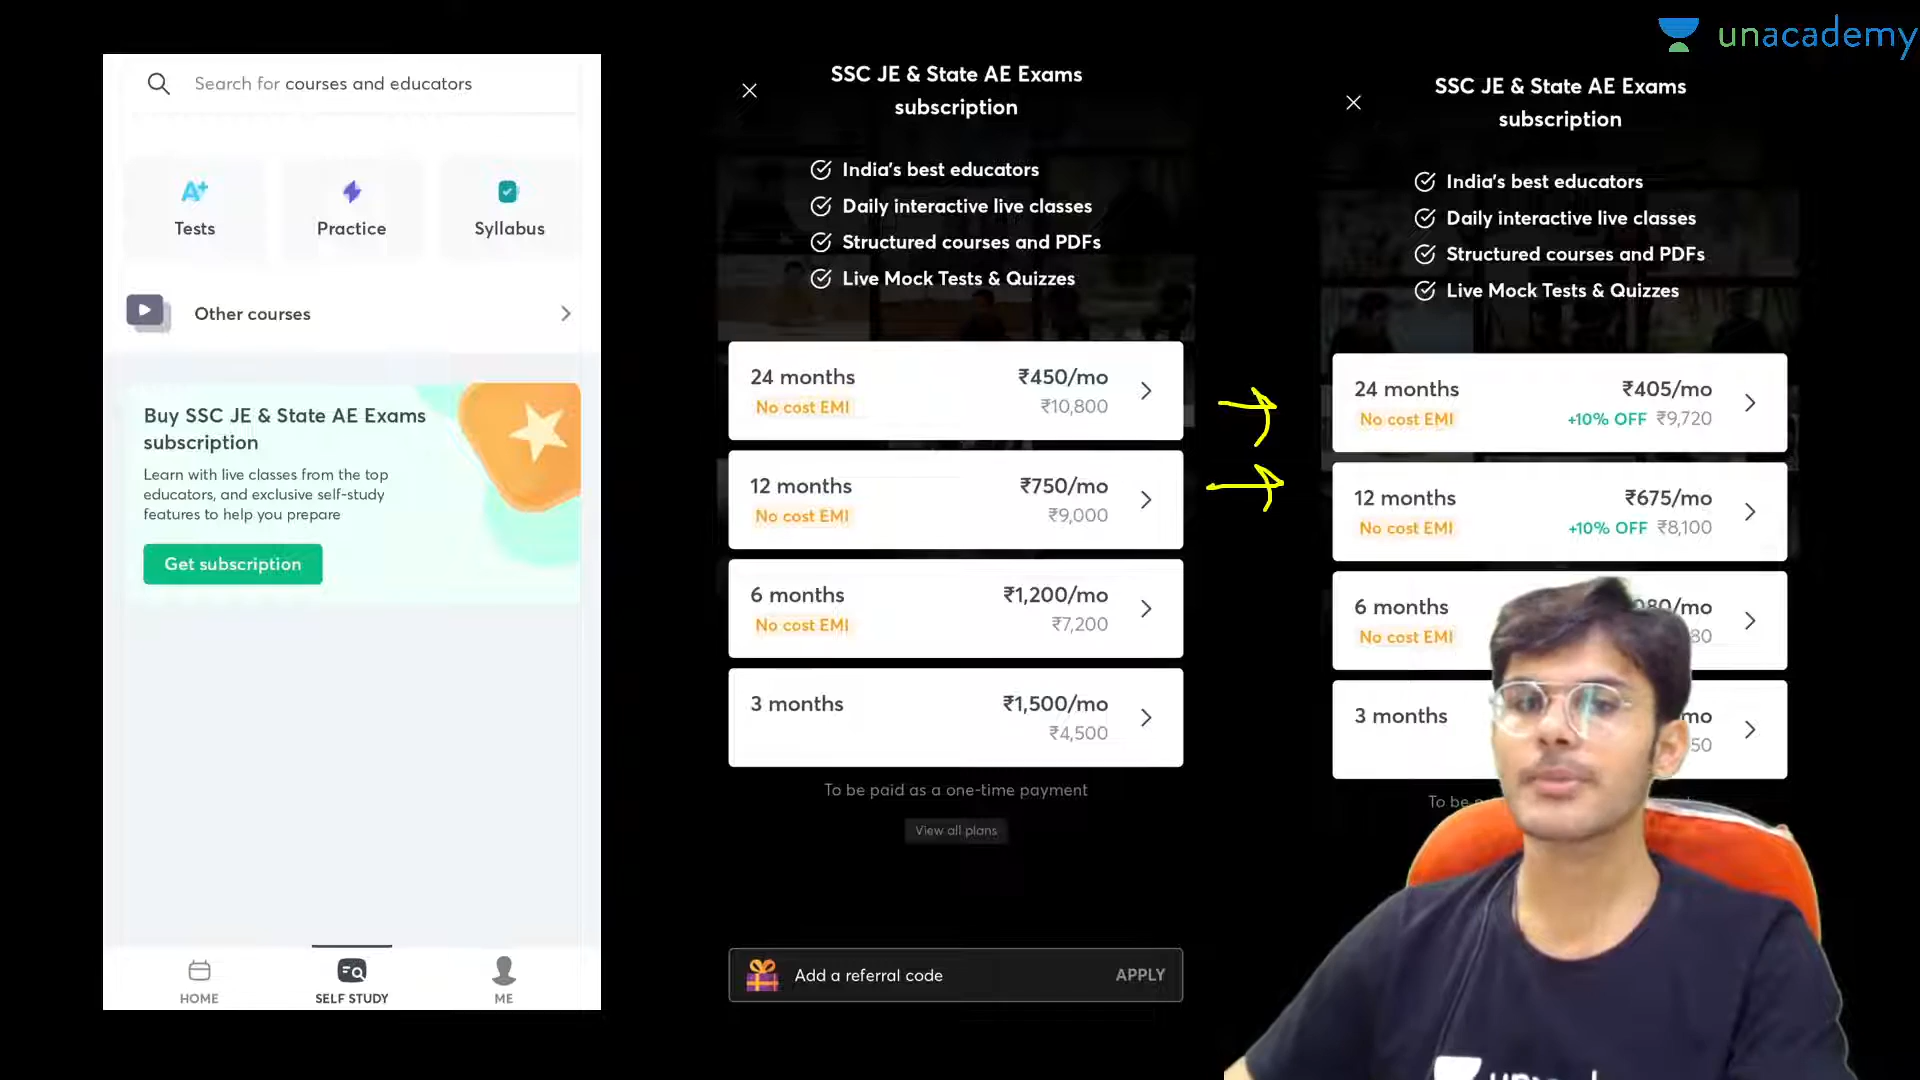 unacademy
Search for courses and educators
Tests
Practice
Syllabus
Other courses
Buy SSC JE & State AE Exams
subscription
Learn with live classes from the top
educators, and exclusive self-study
features to help you prepare
Get subscription
HOME
SELF STUDY
ME
SSC JE & State AE Exams
subscription
India's best educators
Daily interactive live classes
Structured courses and PDFs
Live Mock Tests & Quizzes
24 months ₹450/mo
No cost EMI ₹10,800
12 months ₹750/mo
No cost EMI ₹9,000
6 months ₹1,200/mo
No cost EMI ₹7,200
3 months ₹1,500/mo
₹4,500
To be paid as a one-time payment
View all plans
Add a referral code APPLY
SSC JE & State AE Exams
subscription
India's best educators
Daily interactive live classes
Structured courses and PDFs
Live Mock Tests & Quizzes
24 months ₹405/mo
No cost EMI +10% OFF ₹9,720
12 months ₹675/mo
No cost EMI +10% OFF ₹8,100
6 months
No cost EMI
3 months
To be